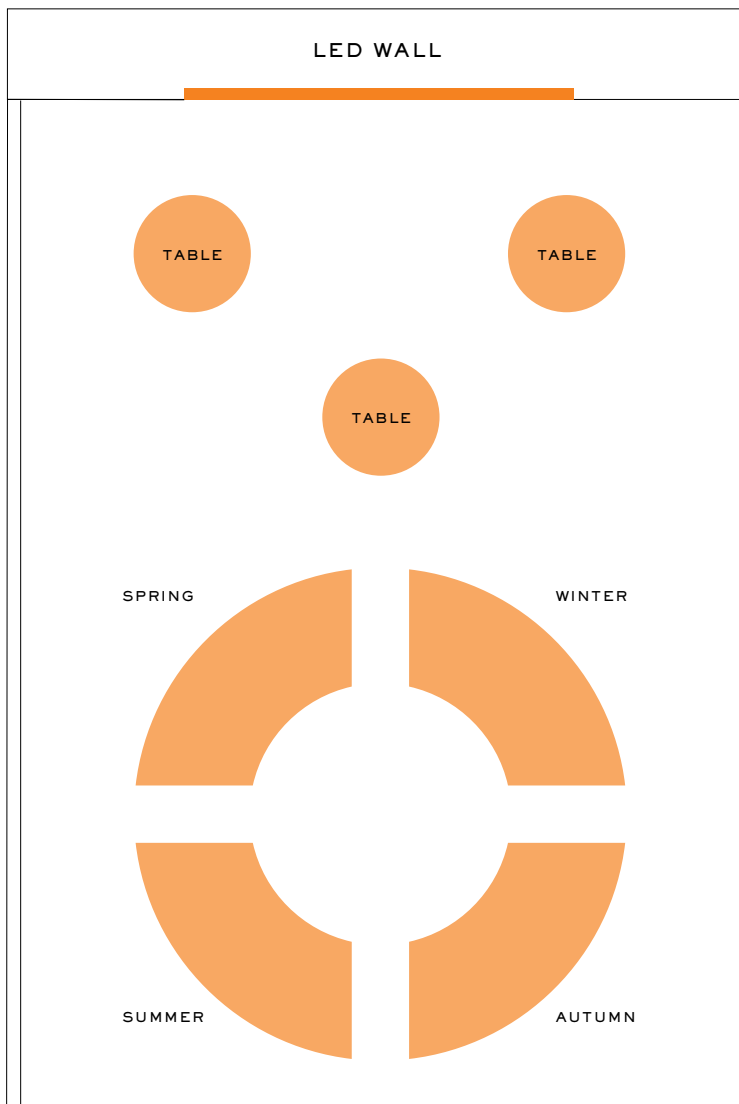 LED WALL
TABLE
TABLE
TABLE
SPRING
WINTER
SUMMER
AUTUMN